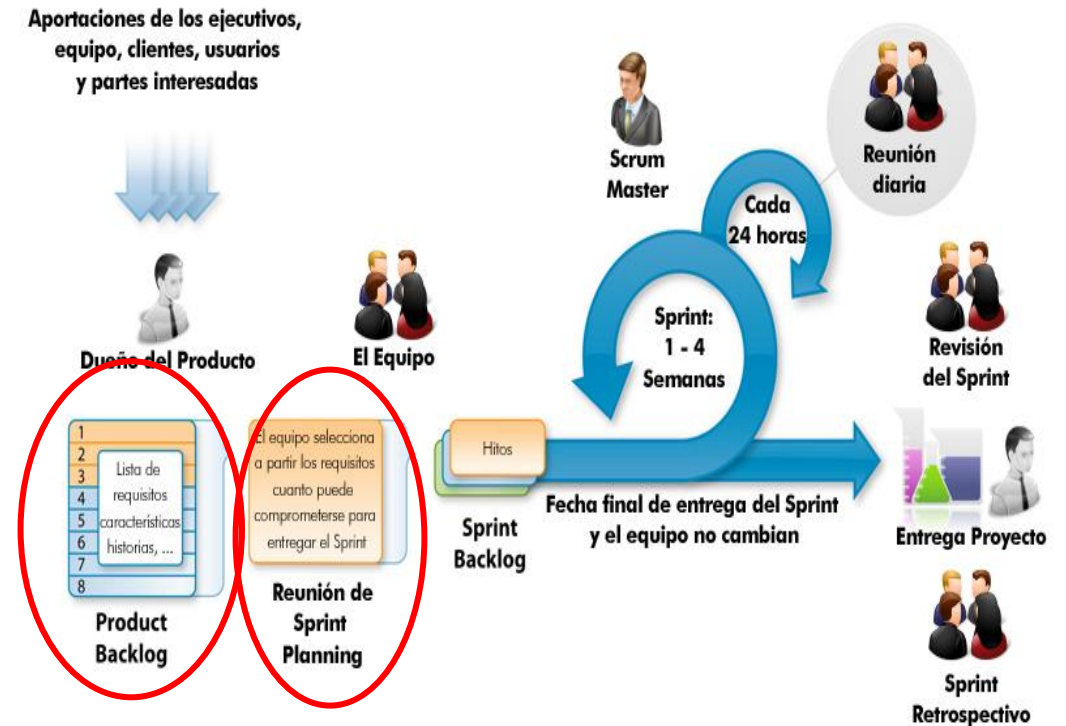 Aportaciones de los ejecutivos,
equipo, clientes, usuarios
y partes interesadas
Dueño del Producto
El Equipo
Scrum
Master
Cada
24 horas
Reunión
diaria
Sprint:
1 - 4
Semanas
Revisión
del Sprint
1
2
3
4
5
6
7
8
Lista de
requisitos
características
historias, ...
Product
Backlog
El equipo selecciona
a partir los requisitos
cuanto puede
comprometerse para
entregar el Sprint
Reunión de
Sprint
Planning
Hitos
Sprint
Backlog
Fecha final de entrega del Sprint
y el equipo no cambian
Entrega Proyecto
Sprint
Retrospectivo